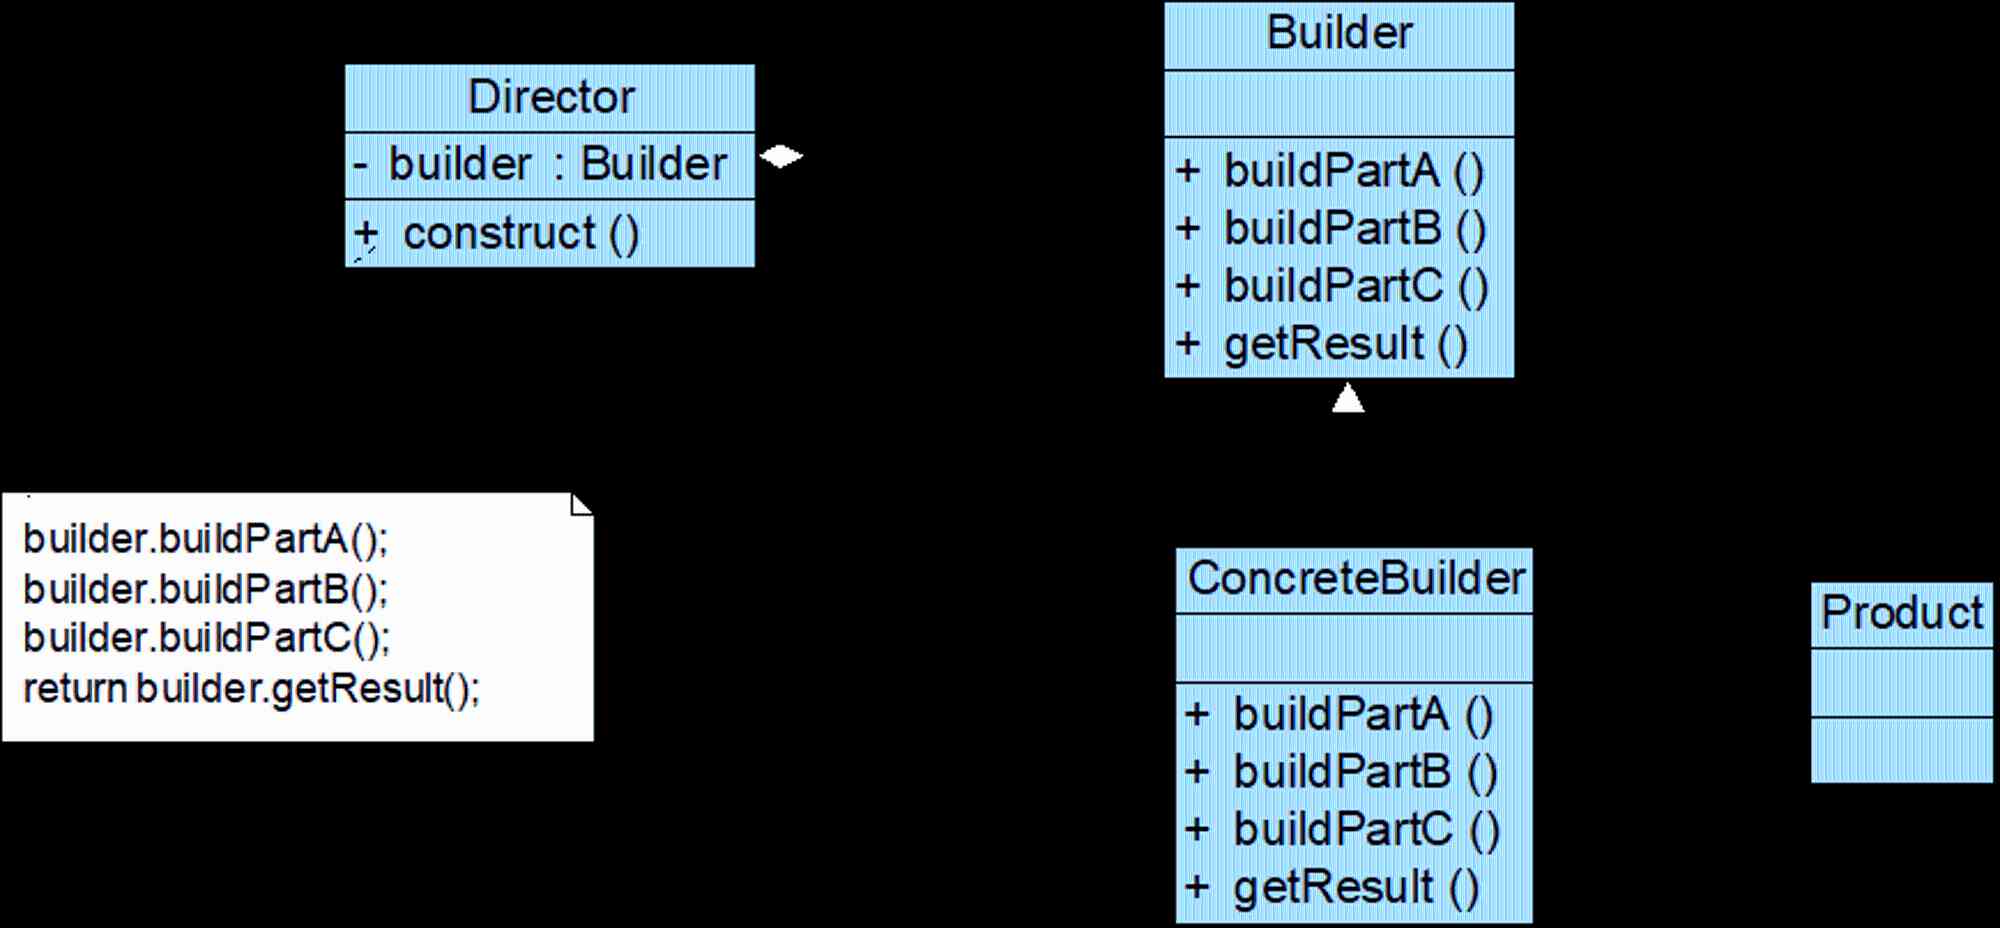 Director
- builder : Builder
+ construct ()
Builder
+ buildPartA ()
+ buildPartB ()
+ buildPartC ()
+ getResult ()
builder.buildPartA();
builder.buildPartB();
builder.buildPartC();
return builder.getResult();
ConcreteBuilder
+ buildPartA ()
+ buildPartB ()
+ buildPartC ()
+ getResult ()
Product